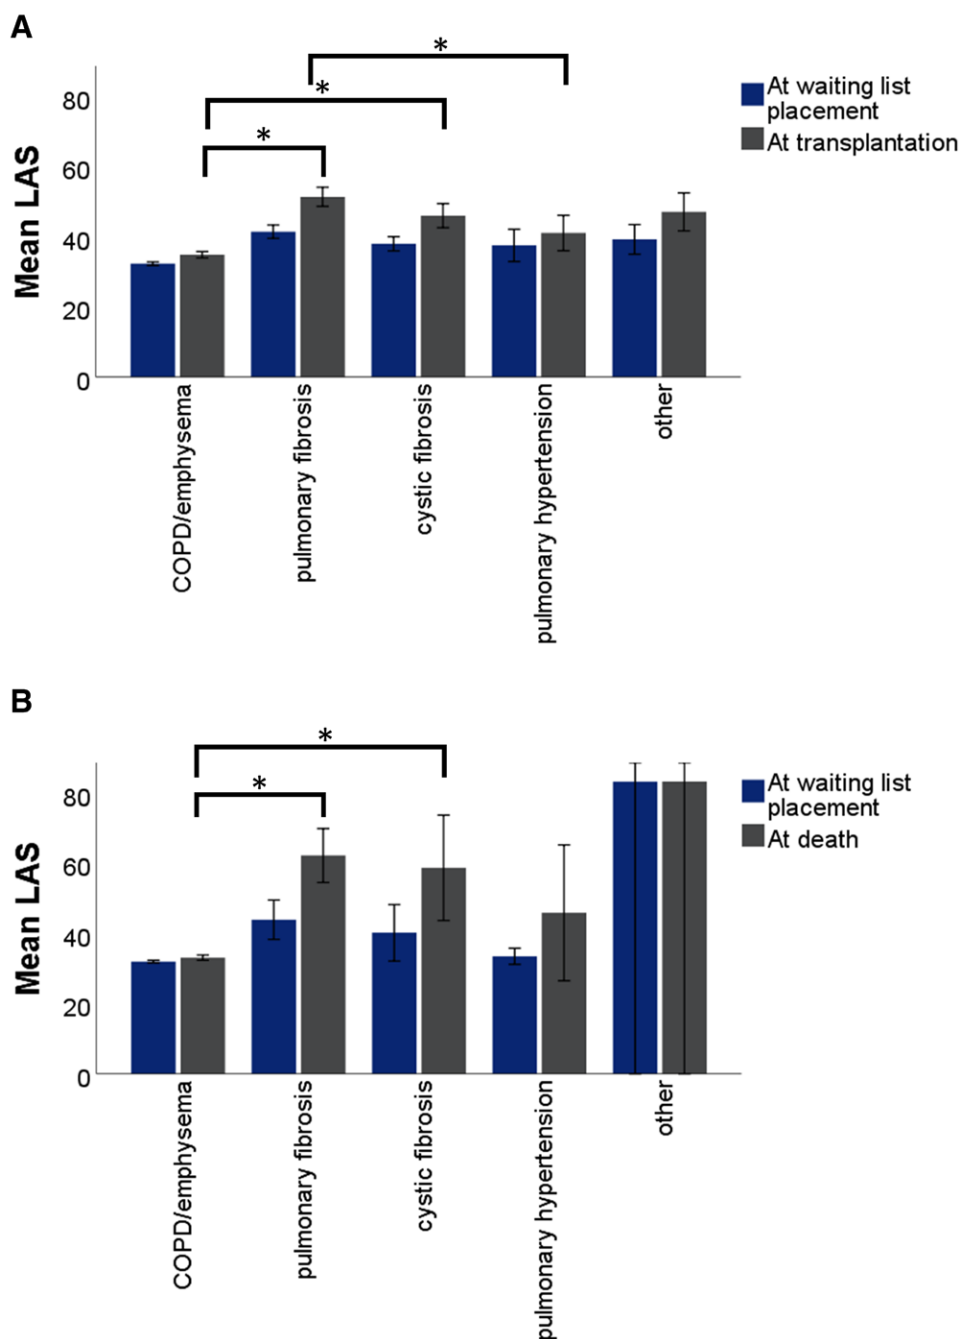 A
*
*
*
80
60
40
20
0
Mean LAS
At waiting list
placement
At transplantation
COPD/emphysema
pulmonary fibrosis
cystic fibrosis
pulmonary hypertension
other
B
*
*
80
60
40
20
0
Mean LAS
At waiting list
placement
At death
COPD/emphysema
pulmonary fibrosis
cystic fibrosis
pulmonary hypertension
other